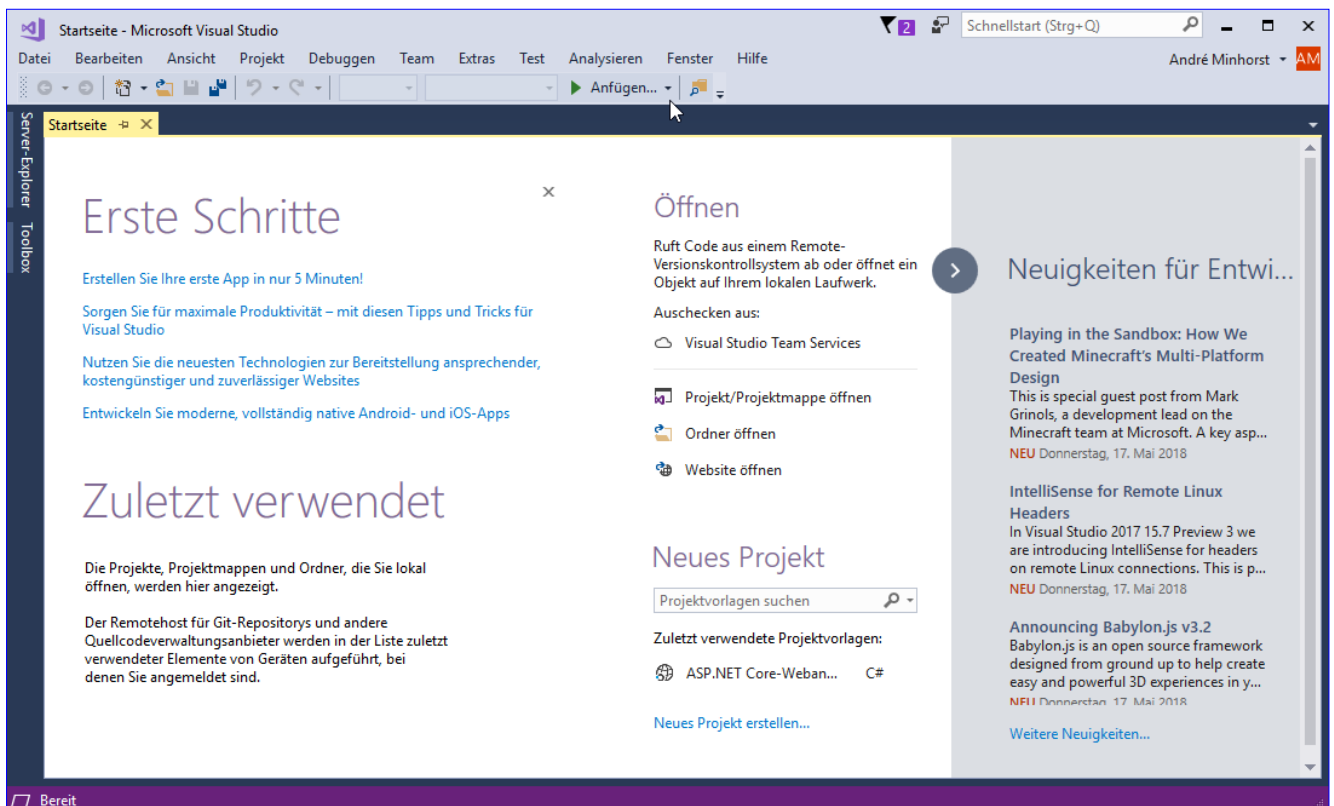 Startseite - Microsoft Visual Studio
2
Schnellstart (Strg+Q)
Datei Bearbeiten Ansicht Projekt Debuggen Team Extras Test Analysieren Fenster Hilfe
André Minhorst
AM
Anfügen...
Server-Explorer
Toolbox
Startseite
Erste Schritte
Erstellen Sie Ihre erste App in nur 5 Minuten!
Sorgen Sie für maximale Produktivität – mit diesen Tipps und Tricks für
Visual Studio
Nutzen Sie die neuesten Technologien zur Bereitstellung ansprechender,
kostengünstiger und zuverlässiger Websites
Entwickeln Sie moderne, vollständig native Android- und iOS-Apps
Zuletzt verwendet
Die Projekte, Projektmappen und Ordner, die Sie lokal
öffnen, werden hier angezeigt.
Der Remotehost für Git-Repositorys und andere
Quellcodeverwaltungsanbieter werden in der Liste zuletzt
verwendeter Elemente von Geräten aufgeführt, bei
denen Sie angemeldet sind.
Öffnen
Ruft Code aus einem Remote-
Versionskontrollsystem ab oder öffnet ein
Objekt auf Ihrem lokalen Laufwerk.
Auschecken aus:
Visual Studio Team Services
Projekt/Projektmappe öffnen
Ordner öffnen
Website öffnen
Neues Projekt
Projektvorlagen suchen
Zuletzt verwendete Projektvorlagen:
ASP.NET Core-Weban... C#
Neues Projekt erstellen...
Neuigkeiten für Entwi...
Playing in the Sandbox: How We
Created Minecraft's Multi-Platform
Design
This is special guest post from Mark
Grinols, a development lead on the
Minecraft team at Microsoft. A key asp...
NEU Donnerstag, 17. Mai 2018
IntelliSense for Remote Linux
Headers
In Visual Studio 2017 15.7 Preview 3 we
are introducing IntelliSense for headers
on remote Linux connections. This is p...
NEU Donnerstag, 17. Mai 2018
Announcing Babylon.js v3.2
Babylon.js is an open source framework
designed from ground up to help create
easy and powerful 3D experiences in y...
NEU Donnerstag, 17. Mai 2018
Weitere Neuigkeiten...
Bereit